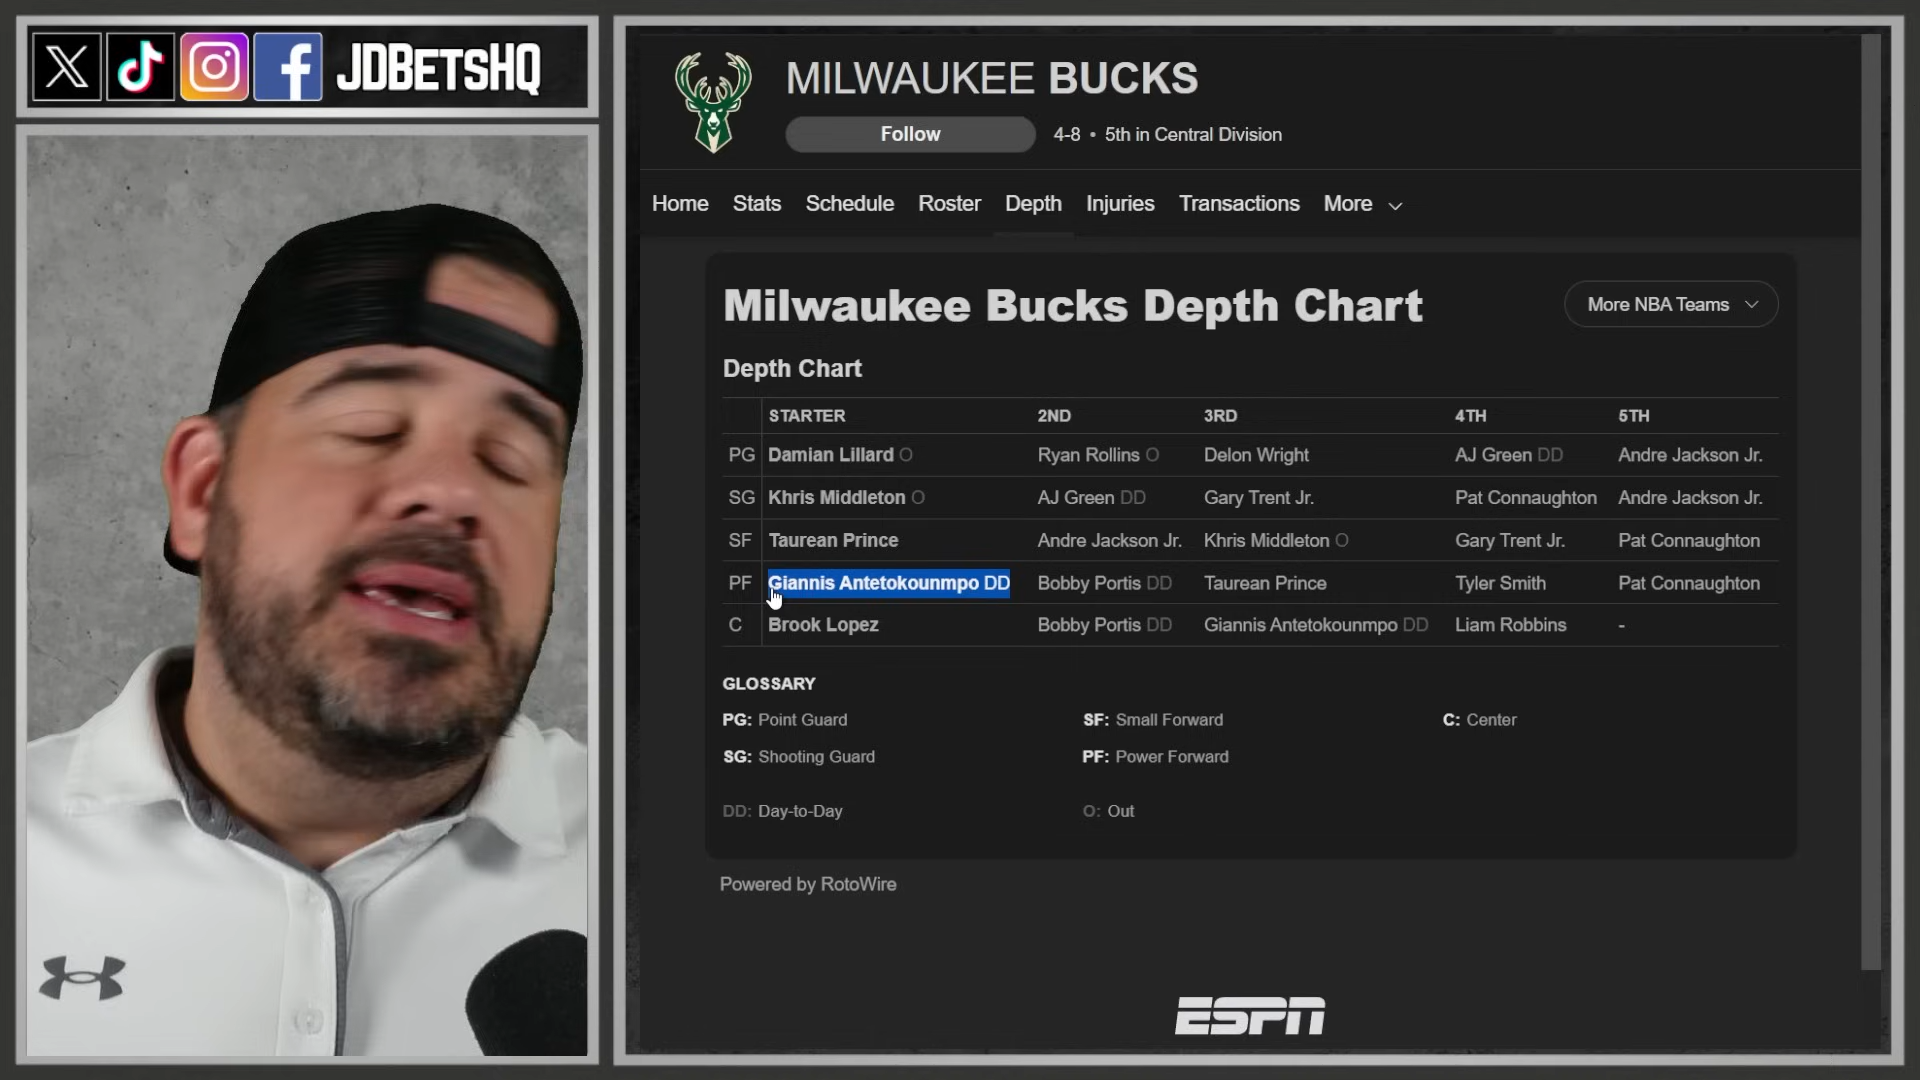 JDBETSHQ
MILWAUKEE BUCKS
Follow 4-8 • 5th in Central Division
Home Stats Schedule Roster Depth Injuries Transactions More
Milwaukee Bucks Depth Chart
More NBA Teams
Depth Chart
STARTER 2ND 3RD 4TH 5TH
PG Damian Lillard O Ryan Rollins O Delon Wright AJ Green DD Andre Jackson Jr.
SG Khris Middleton O AJ Green DD Gary Trent Jr. Pat Connaughton Andre Jackson Jr.
SF Taurean Prince Andre Jackson Jr. Khris Middleton O Gary Trent Jr. Pat Connaughton
PF Giannis Antetokounmpo DD Bobby Portis DD Taurean Prince Tyler Smith Pat Connaughton
C Brook Lopez Bobby Portis DD Giannis Antetokounmpo DD Liam Robbins -
GLOSSARY
PG: Point Guard SF: Small Forward C: Center
SG: Shooting Guard PF: Power Forward
DD: Day-to-Day O: Out
Powered by RotoWire
ESPN